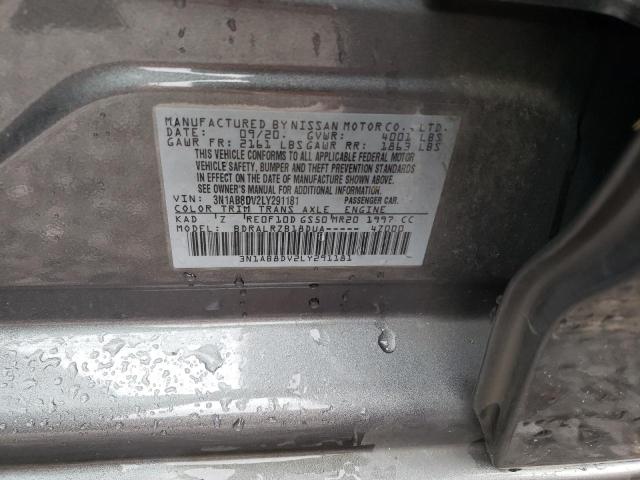 MANUFACTURED BY NISSAN MOTOR CO., LTD.
DATE: 09/20 GVWR: 4001 LBS
GAWR FR: 2161 LBS GAWR RR: 1863 LBS
THIS VEHICLE CONFORMS TO ALL APPLICABLE FEDERAL MOTOR
VEHICLE SAFETY, BUMPER AND THEFT PREVENTION STANDARDS
IN EFFECT ON THE DATE OF MANUFACTURE SHOWN ABOVE.
SEE OWNER'S MANUAL FOR ADDITIONAL INFORMATION.
VIN: 3N1AB8DV2LY291181 PASSENGER CAR.
COLOR TRIM TRANS AXLE ENGINE
KAD Z RE0F10D GS50 MR20 1997 CC
BDRALRZB18DUA----- 47000
3N1AB8DV2LY291181